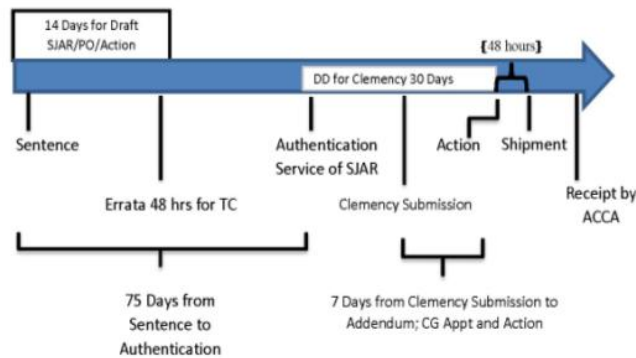 14 Days for Draft
SJAR/PO/Action
{48 hours}
DD for Clemency 30 Days
Sentence
Authentication
Service of SJAR
Action
Shipment
Errata 48 hrs for TC
Clemency Submission
Receipt by
ACCA
75 Days from
Sentence to
Authentication
7 Days from Clemency Submission to
Addendum; CG Appt and Action